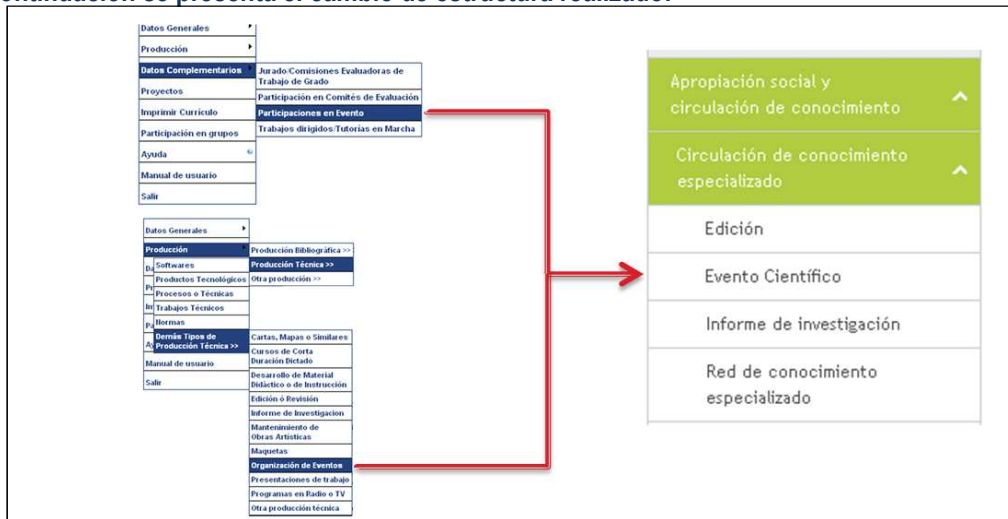 ontinuación se presenta el cambio de estructura realizado:
Datos Generales
Producción
Datos Complementarios
Proyectos
Imprimir Currículo
Participación en grupos
Ayuda
Manual de usuario
Salir
Jurado/Comisiones Evaluadoras de
Trabajo de Grado
Participación en Comités de Evaluación
Participaciones en Evento
Trabajos dirigidos/Tutorías en Marcha
Datos Generales
Producción
Da
Pr
In
Pa
Ay
Manual de usuario
Salir
Producción Bibliográfica >>
Producción Técnica >>
Otra producción >>
Softwares
Productos Tecnológicos
Procesos o Técnicas
Trabajos Técnicos
Normas
Demás Tipos de
Producción Técnica >>
Cartas, Mapas o Similares
Cursos de Corta
Duración Dictado
Desarrollo de Material
Didáctico o de Instrucción
Edición ó Revisión
Informe de Investigacion
Mantenimiento de
Obras Artísticas
Maquetas
Organización de Eventos
Presentaciones de trabajo
Programas en Radio o TV
Otra producción técnica
Apropiación social y
circulación de conocimiento
Circulación de conocimiento
especializado
Edición
Evento Científico
Informe de investigación
Red de conocimiento
especializado